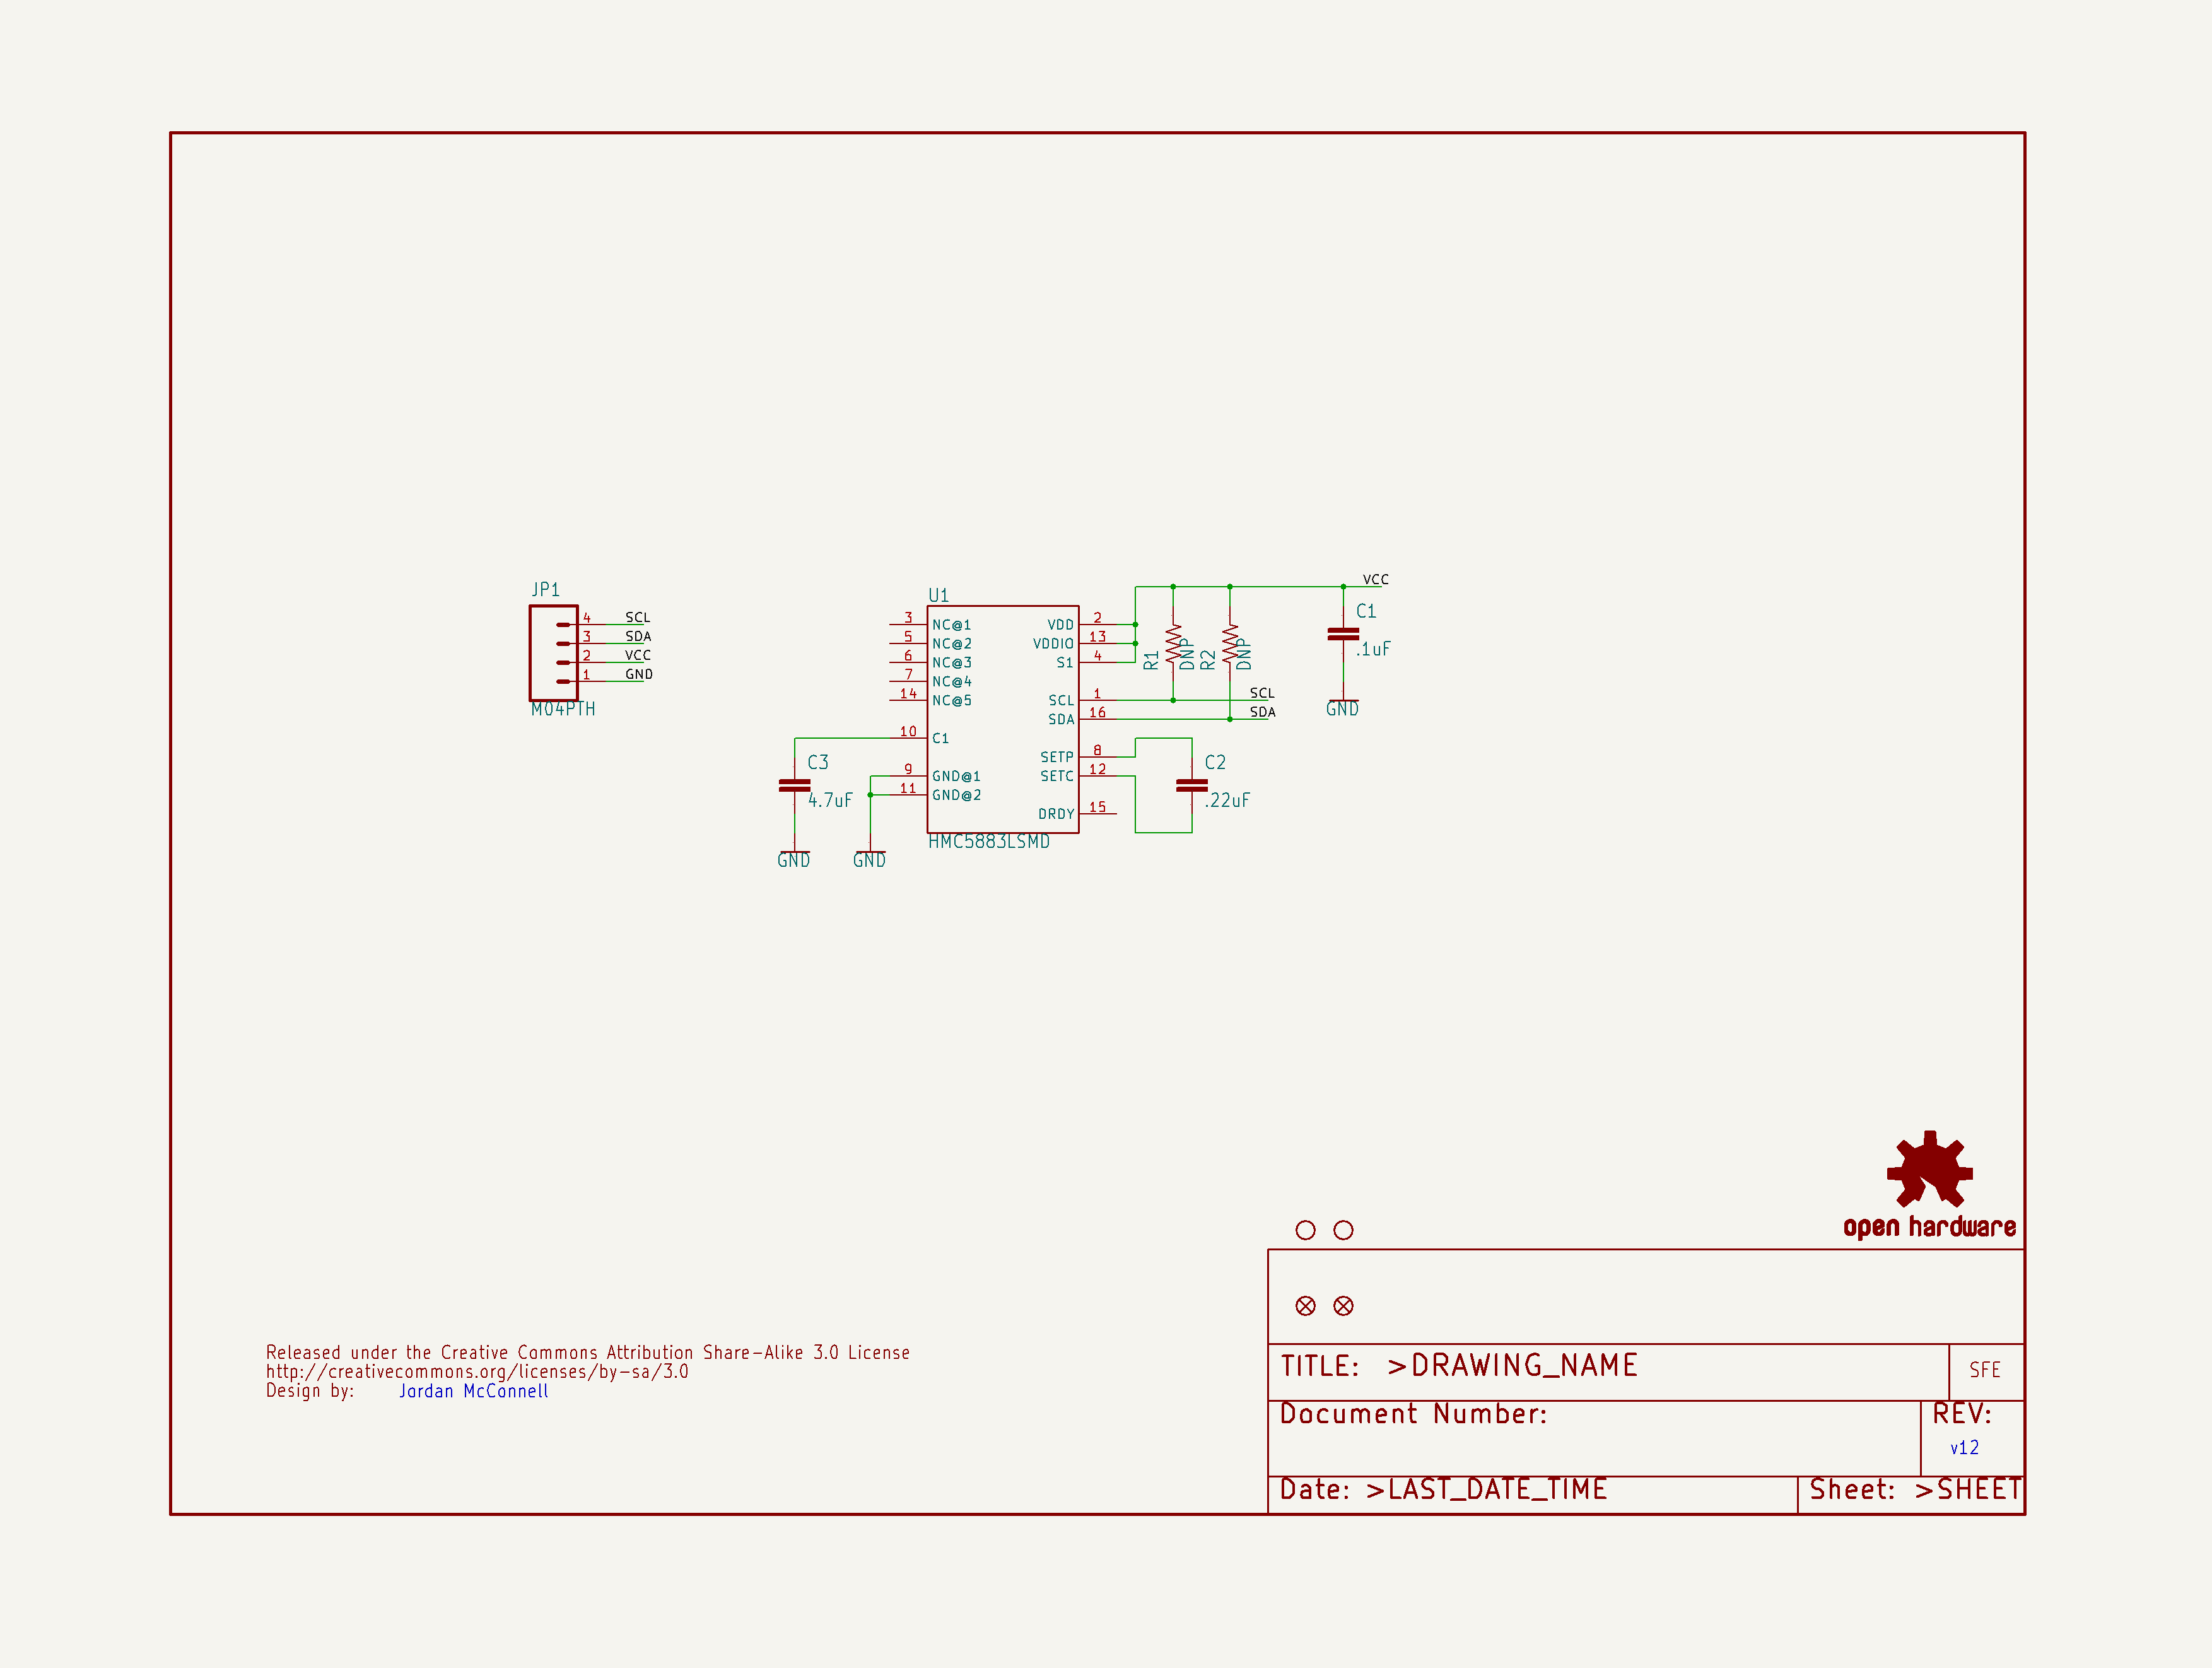 JP1
4 SCL
3 SDA
2 VCC
1 GND
M04PTH
U1
3 NC@1
5 NC@2
6 NC@3
7 NC@4
14 NC@5
10 C1
9 GND@1
11 GND@2
VDD 2
VDDIO 13
S1 4
SCL 1
SDA 16
SETP 8
SETC 12
DRDY 15
HMC5883LSMD
C3
4.7uF
GND
GND
R1
DNP
R2
DNP
VCC
C1
.1uF
GND
SCL
SDA
C2
.22uF
open hardware
Released under the Creative Commons Attribution Share-Alike 3.0 License
http://creativecommons.org/licenses/by-sa/3.0
Design by: Jordan McConnell
TITLE: >DRAWING_NAME
SFE
Document Number:
REV:
v12
Date: >LAST_DATE_TIME
Sheet: >SHEET